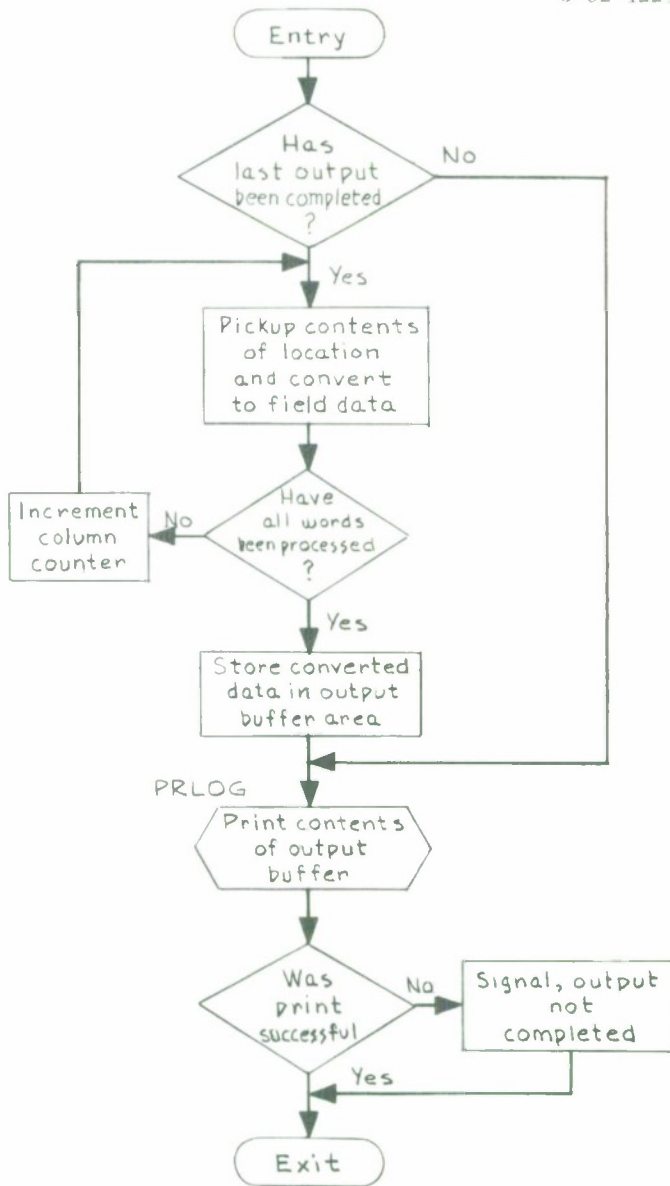 Entry
Has
last output
been completed
?
No
Yes
Pickup contents
of location
and convert
to field data
Have
all words
been processed
?
No
Increment
column
counter
Yes
Store converted
data in output
buffer area
PRLOG
Print contents
of output
buffer
Was
print
successful
No
Signal, output
not
completed
Yes
Exit